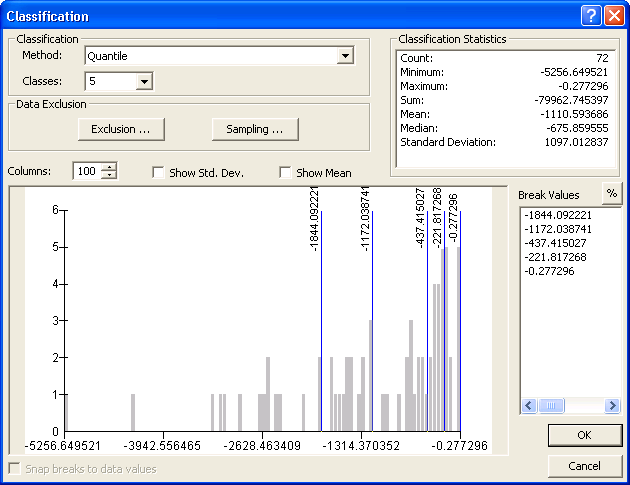 Classification
Classification
Method: Quantile
Classes: 5
Data Exclusion
Exclusion ...
Sampling ...
Classification Statistics
Count: 72
Minimum: -5256.649521
Maximum: -0.277296
Sum: -79962.745397
Mean: -1110.593686
Median: -675.859555
Standard Deviation: 1097.012837
Columns: 100
Show Std. Dev.
Show Mean
Break Values
%
-1844.092221
-1172.038741
-437.415027
-221.817268
-0.277296
6
5
4
3
2
1
0
-1844.092221
-1172.038741
-437.415027
-221.817268
-0.277296
-5256.649521
-3942.556465
-2628.463409
-1314.370352
-0.277296
OK
Cancel
Snap breaks to data values